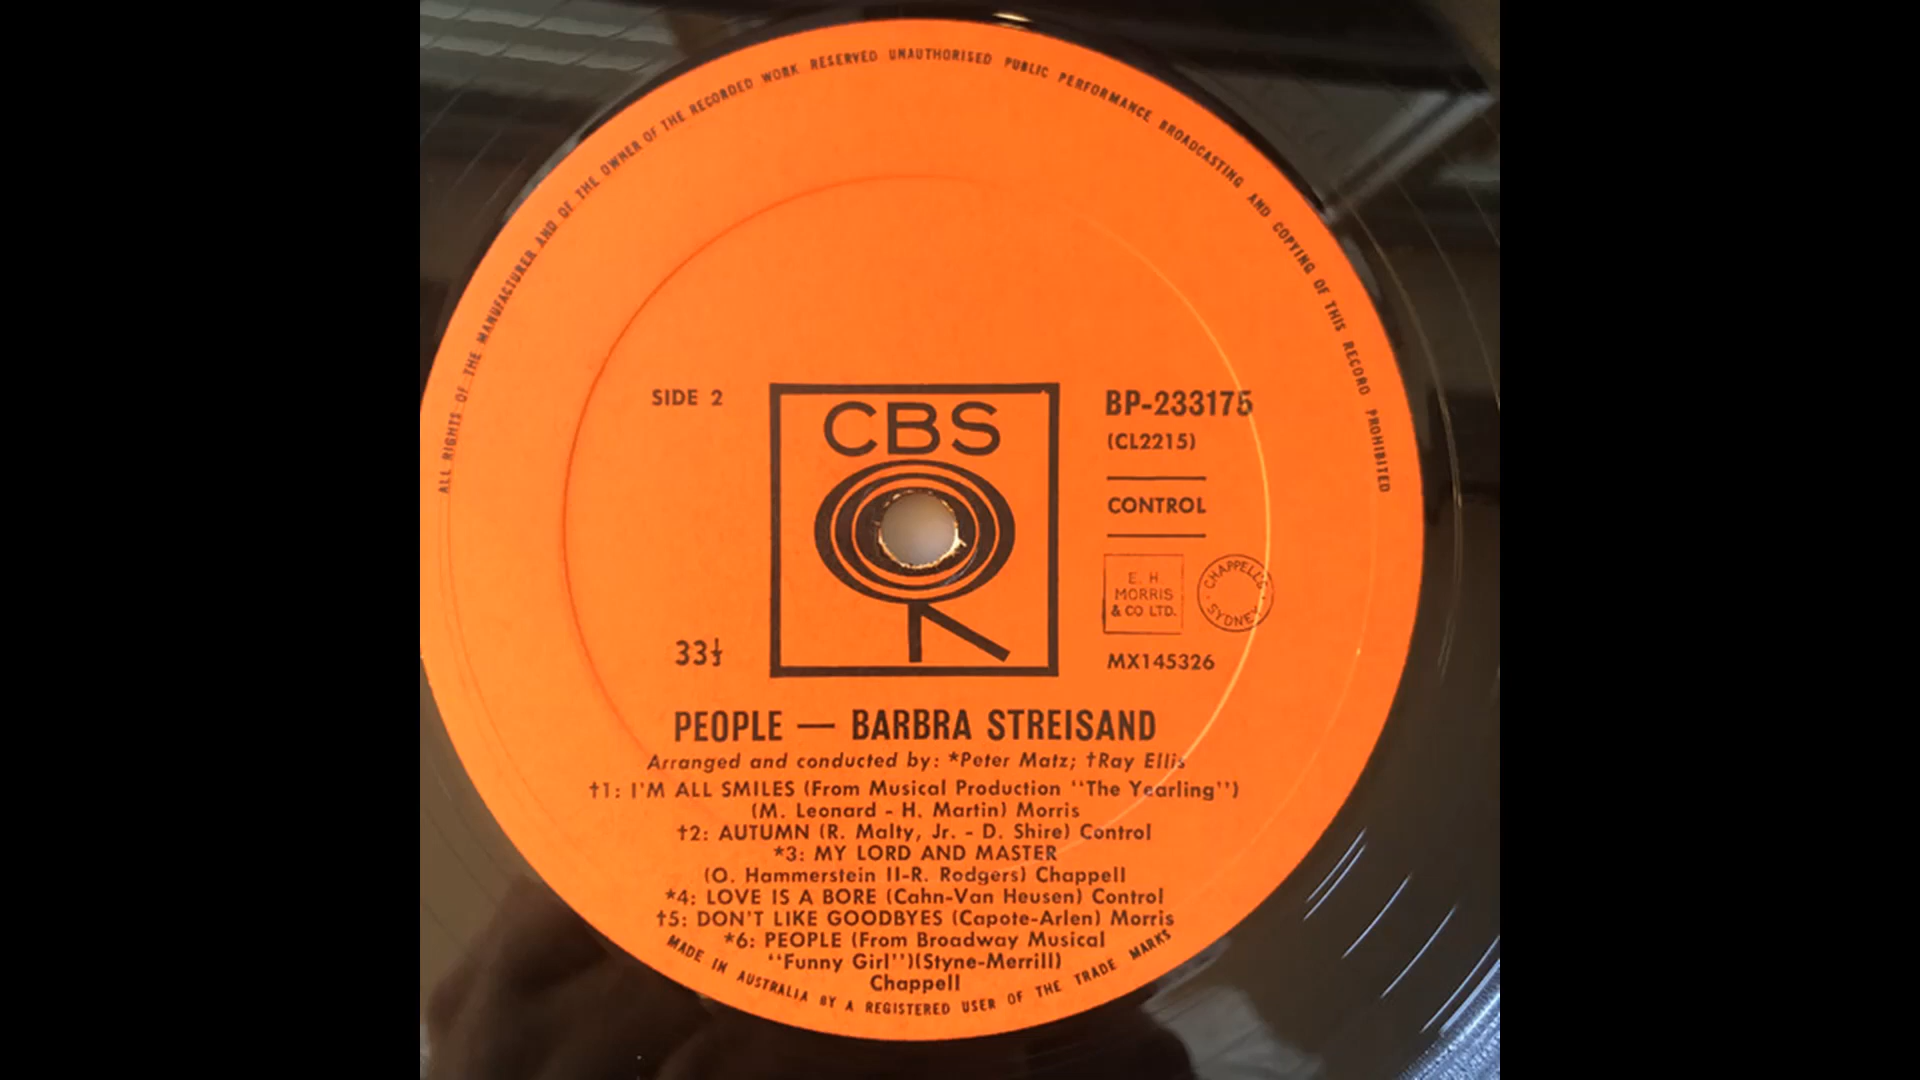 ALL RIGHTS OF THE MANUFACTURER AND OF THE OWNER OF THE RECORDED WORK RESERVED UNAUTHORISED PUBLIC PERFORMANCE BROADCASTING AND COPYING OF THIS RECORD PROHIBITED
SIDE 2
CBS
BP-233175
(CL2215)
CONTROL
E. H.
MORRIS
& CO LTD.
CHAPPELL
SYDNEY
33⅓
MX145326
PEOPLE — BARBRA STREISAND
Arranged and conducted by: *Peter Matz; †Ray Ellis
†1: I'M ALL SMILES (From Musical Production "The Yearling")
(M. Leonard - H. Martin) Morris
†2: AUTUMN (R. Malty, Jr. - D. Shire) Control
*3: MY LORD AND MASTER
(O. Hammerstein II-R. Rodgers) Chappell
*4: LOVE IS A BORE (Cahn-Van Heusen) Control
†5: DON'T LIKE GOODBYES (Capote-Arlen) Morris
*6: PEOPLE (From Broadway Musical
"Funny Girl")(Styne-Merrill)
Chappell
MADE IN AUSTRALIA BY A REGISTERED USER OF THE TRADE MARKS